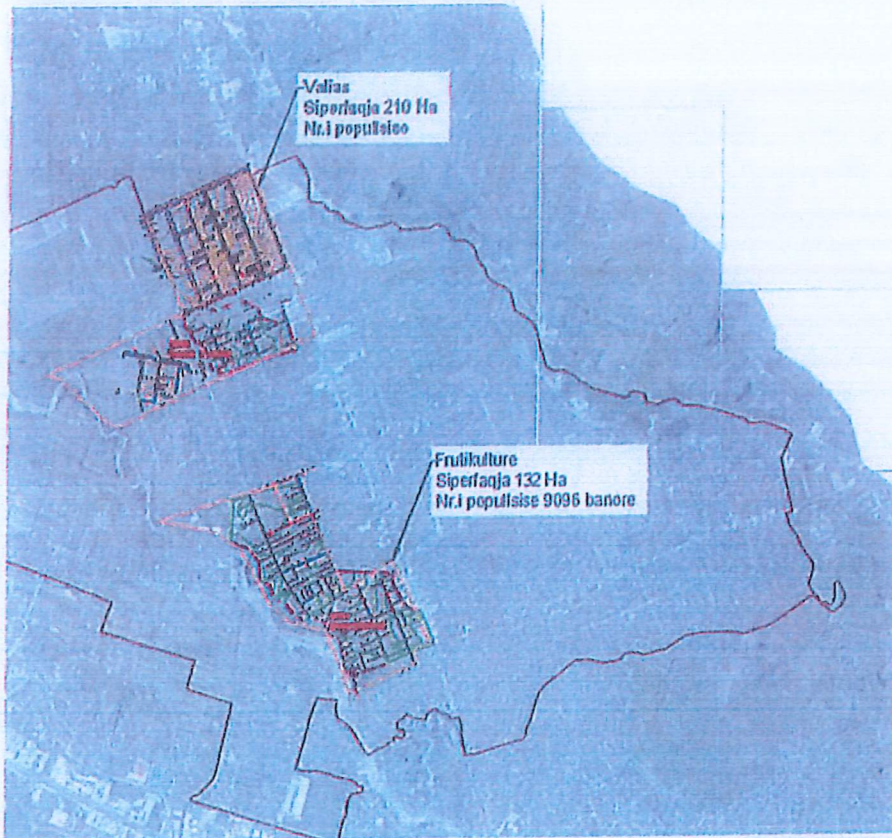 Valias
Siperfaqja 210 Ha
Nr.i popullsise
Frutikulture
Siperfaqja 132 Ha
Nr.i popullsise 9096 banore